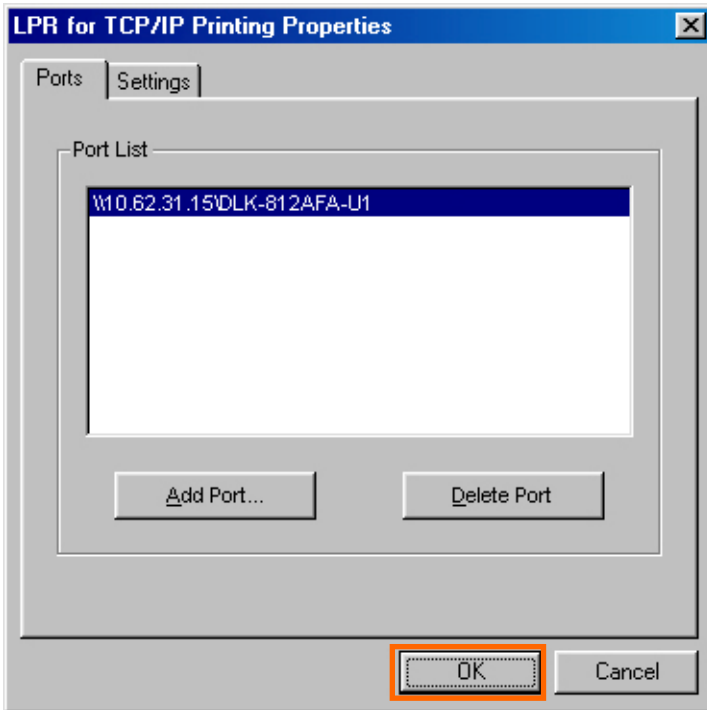 LPR for TCP/IP Printing Properties
Ports Settings
Port List
\\10.62.31.15\DLK-812AFA-U1
Add Port... Delete Port
OK Cancel